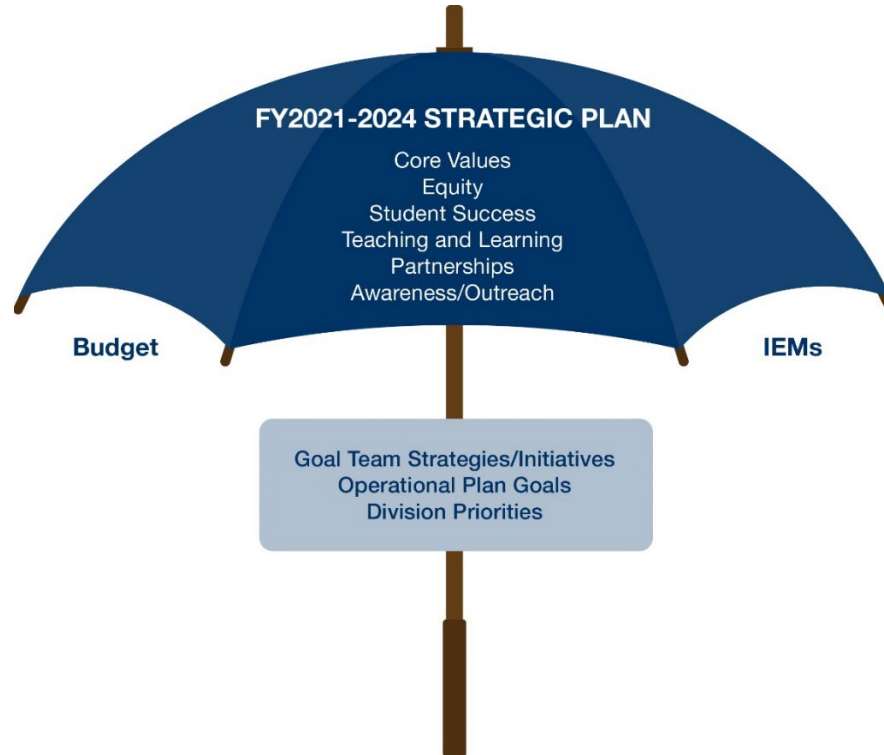 FY2021-2024 STRATEGIC PLAN
Core Values
Equity
Student Success
Teaching and Learning
Partnerships
Awareness/Outreach
Budget
IEMs
Goal Team Strategies/Initiatives
Operational Plan Goals
Division Priorities